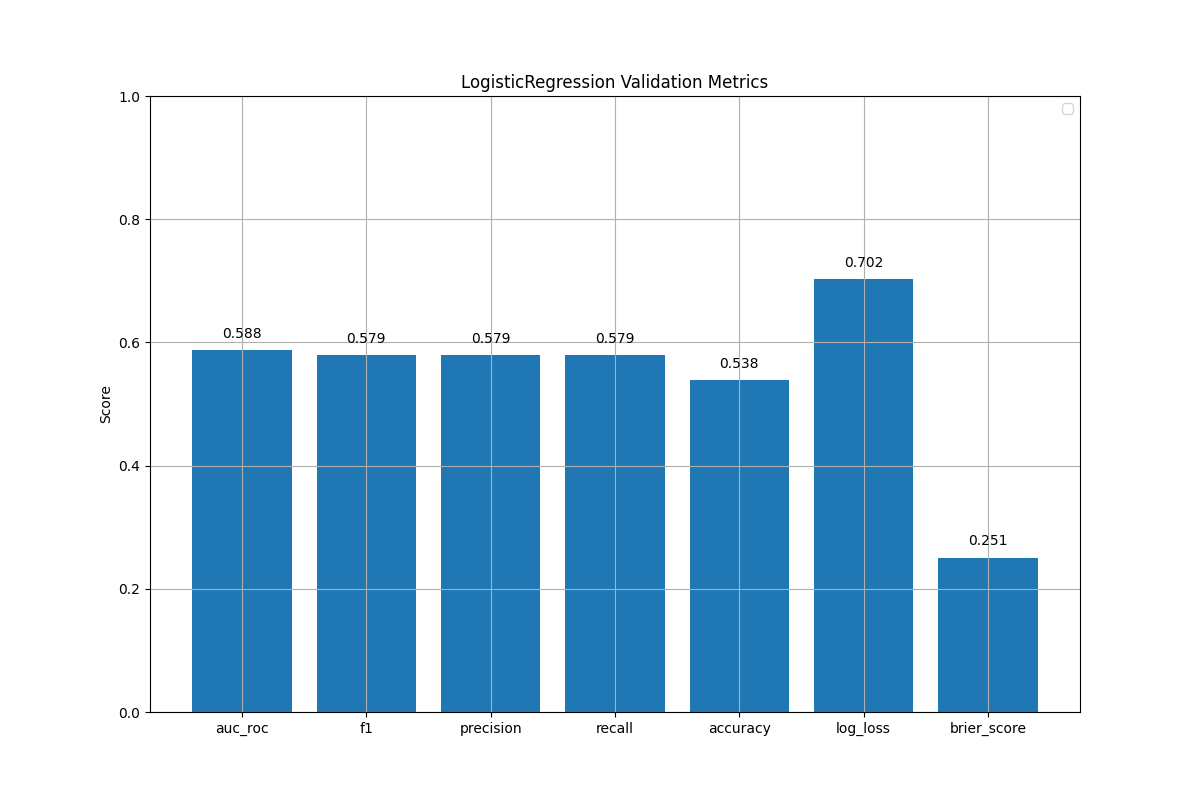 LogisticRegression Validation Metrics
1.0
0.8
0.6
0.4
0.2
0.0
Score
0.588
0.579
0.579
0.579
0.538
0.702
0.251
auc_roc
f1
precision
recall
accuracy
log_loss
brier_score